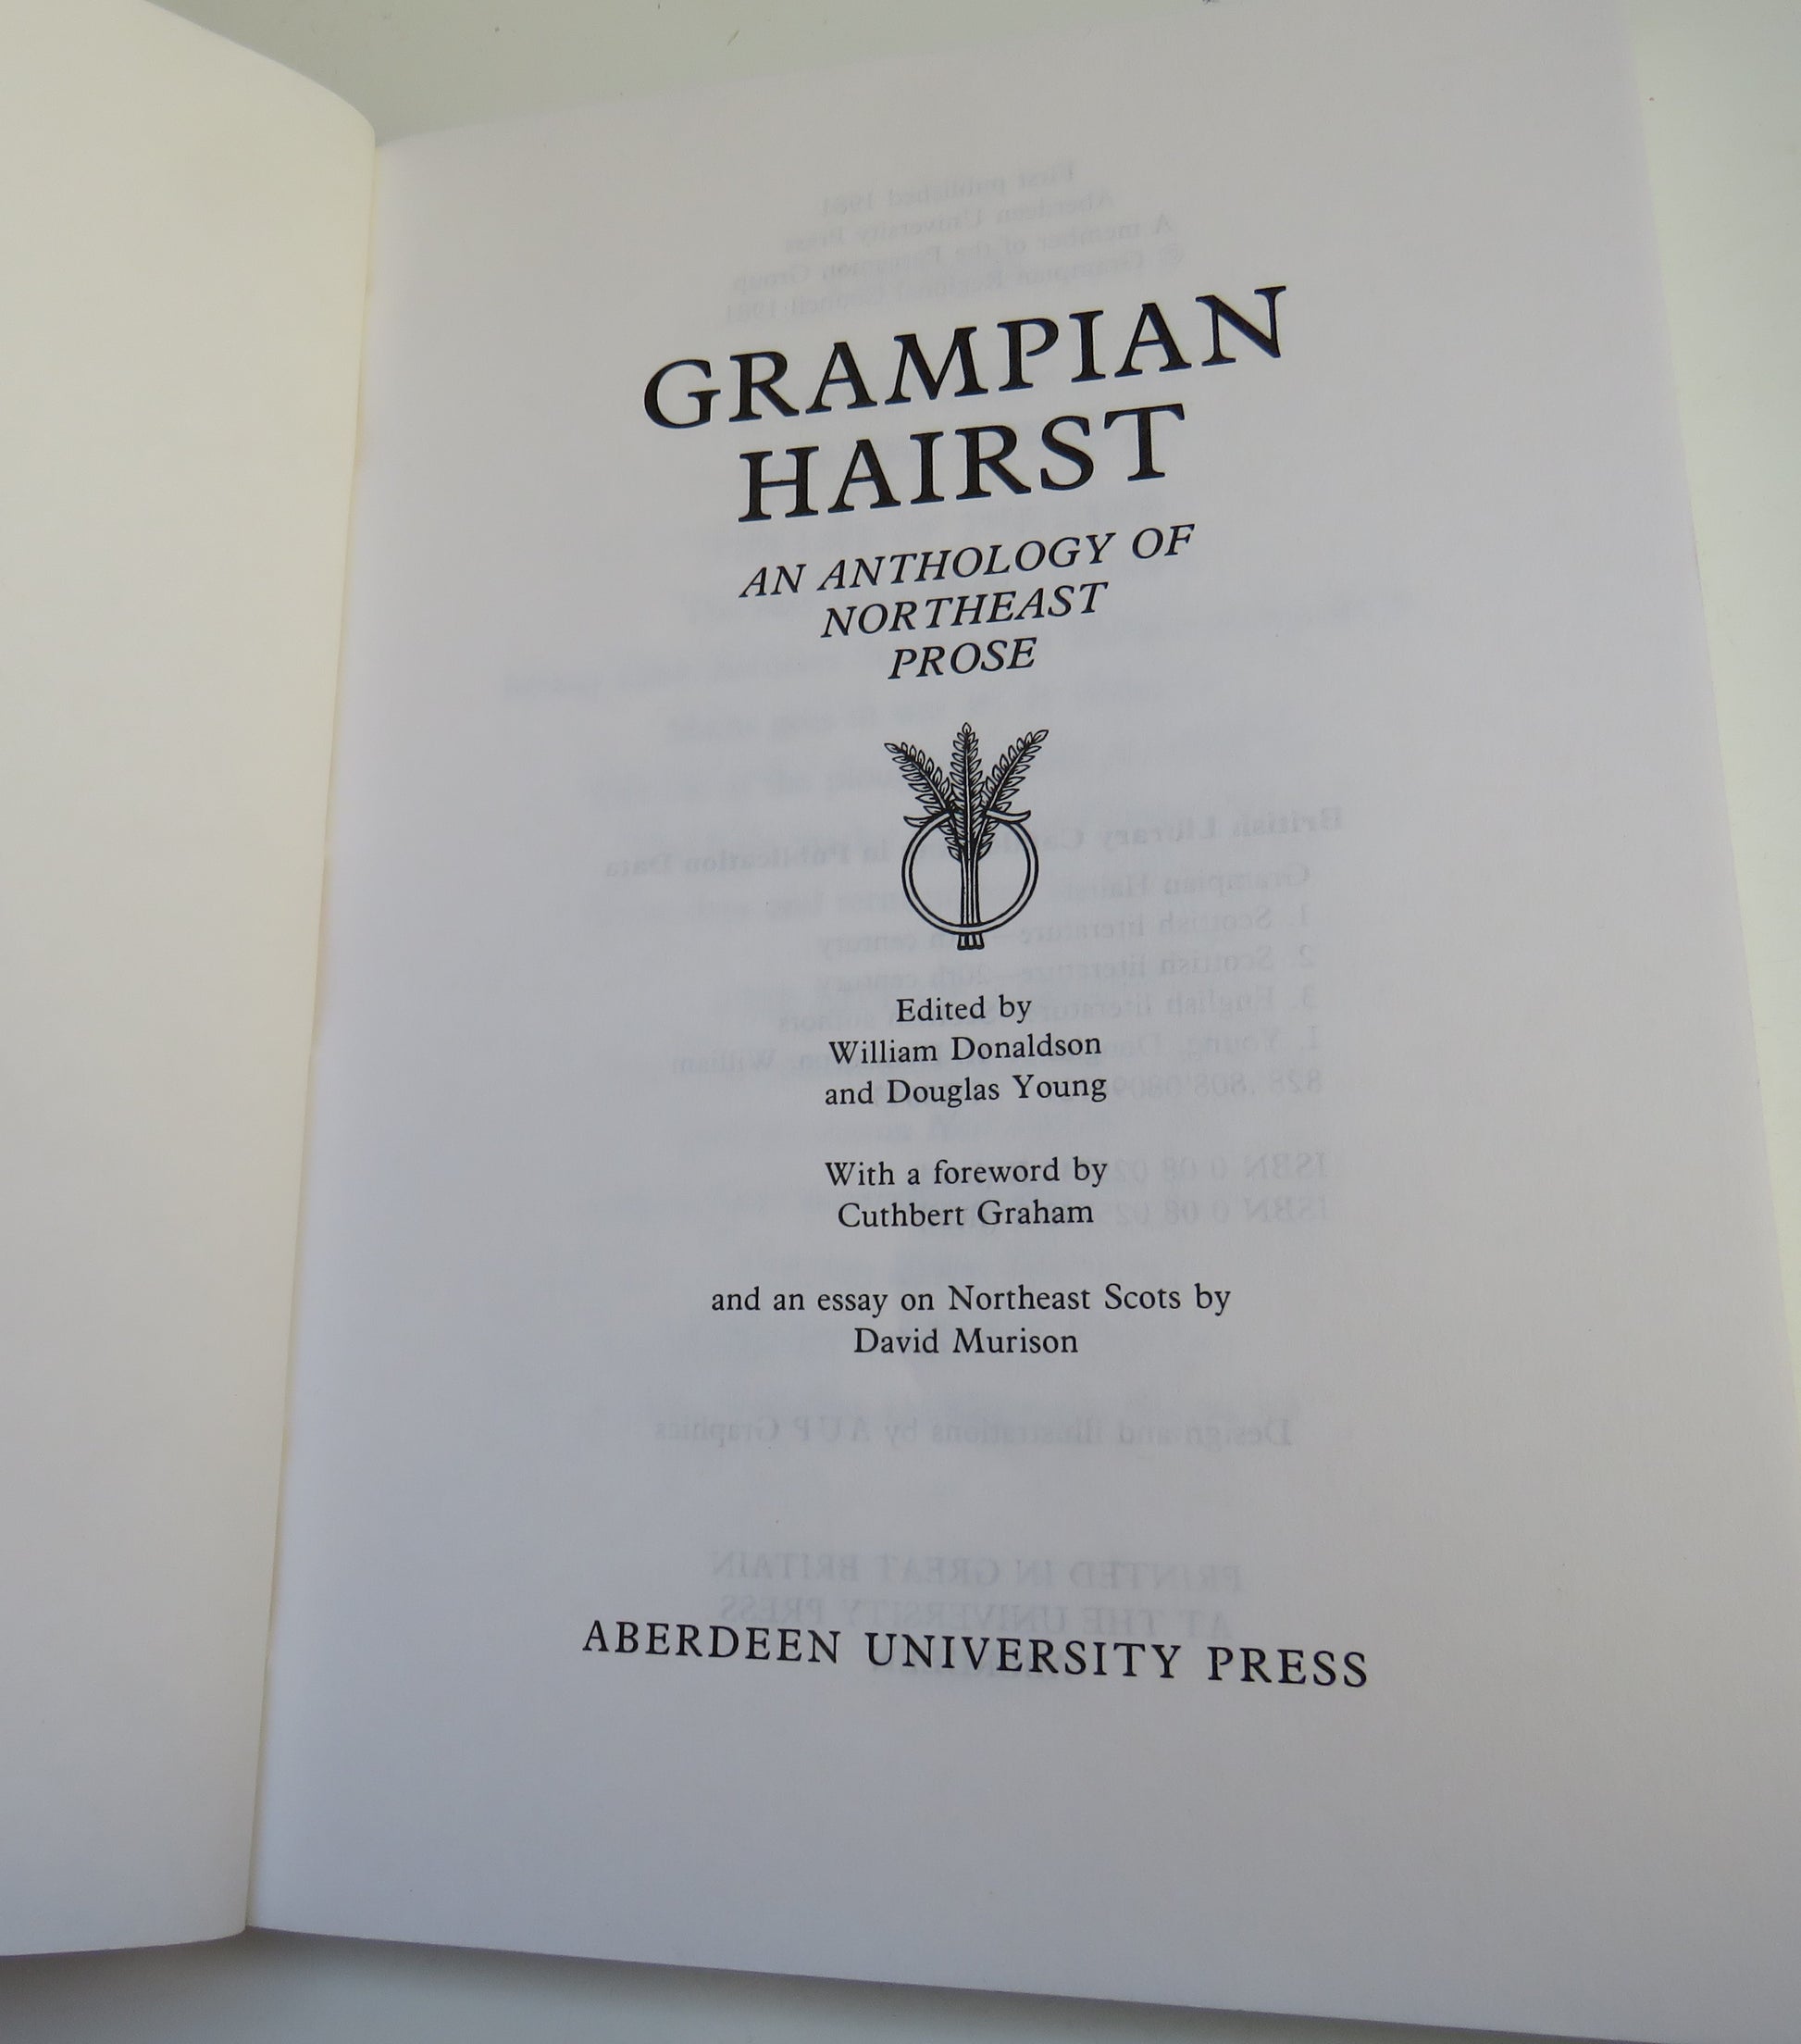 GRAMPIAN
HAIRST
AN ANTHOLOGY OF
NORTHEAST
PROSE
Edited by
William Donaldson
and Douglas Young
With a foreword by
Cuthbert Graham
and an essay on Northeast Scots by
David Murison
ABERDEEN UNIVERSITY PRESS